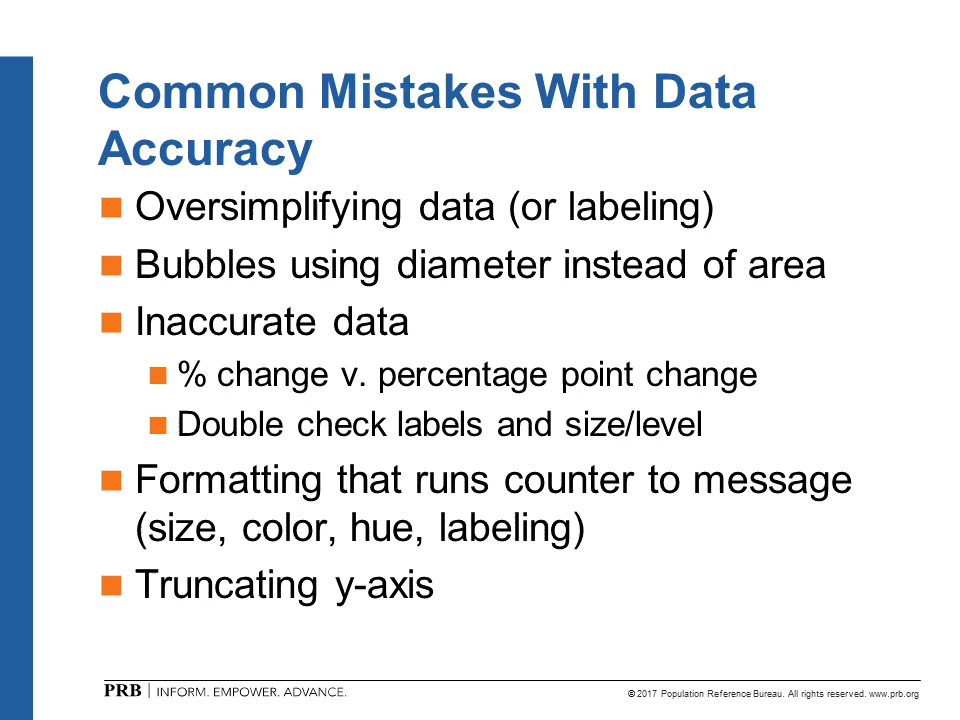 Common Mistakes With Data
Accuracy
Oversimplifying data (or labeling)
Bubbles using diameter instead of area
Inaccurate data
% change v. percentage point change
Double check labels and size/level
Formatting that runs counter to message
(size, color, hue, labeling)
Truncating y-axis
PRB | INFORM. EMPOWER. ADVANCE.
© 2017 Population Reference Bureau. All rights reserved. www.prb.org